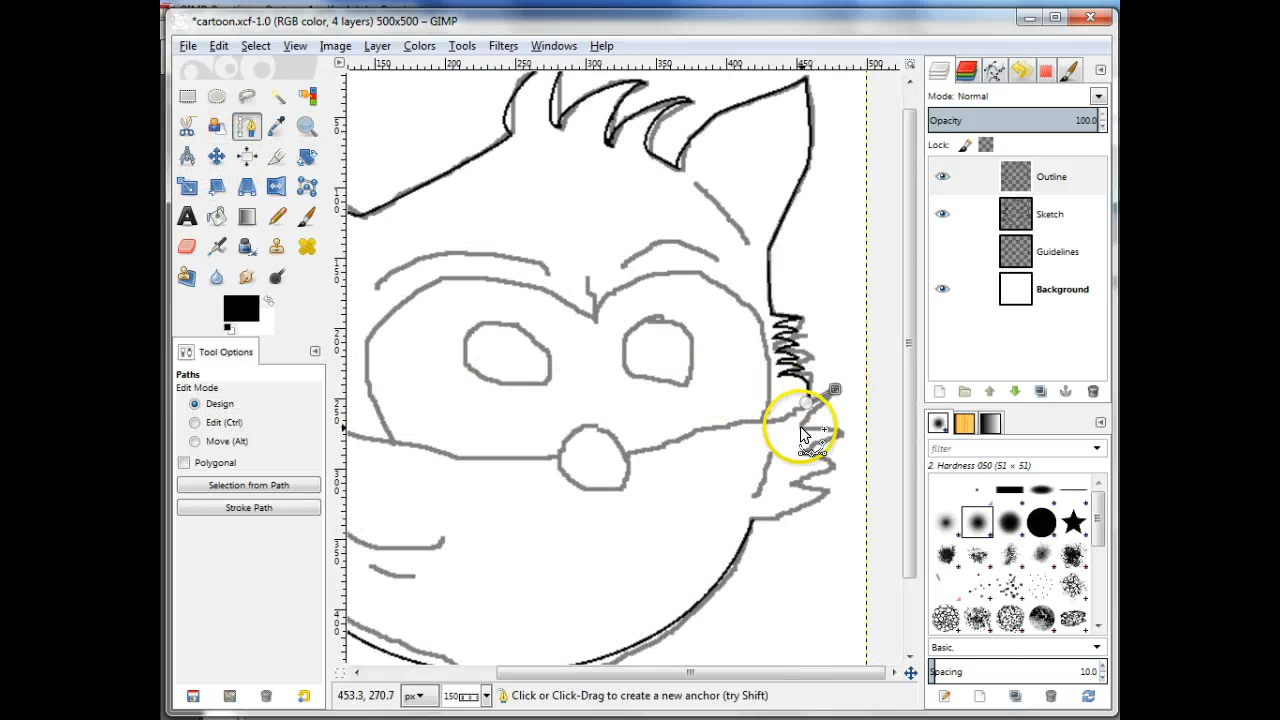 *cartoon.xcf-1.0 (RGB color, 4 layers) 500x500 – GIMP
File Edit Select View Image Layer Colors Tools Filters Windows Help
150 200 250 300 350 400 450 500
Mode: Normal
Opacity 100.0
Lock:
Outline
Sketch
Guidelines
Background
Tool Options
Paths
Edit Mode
Design
Edit (Ctrl)
Move (Alt)
Polygonal
Selection from Path
Stroke Path
filter
2. Hardness 050 (51 × 51)
Basic,
Spacing 10.0
453.3, 270.7 px 150 Click or Click-Drag to create a new anchor (try Shift)